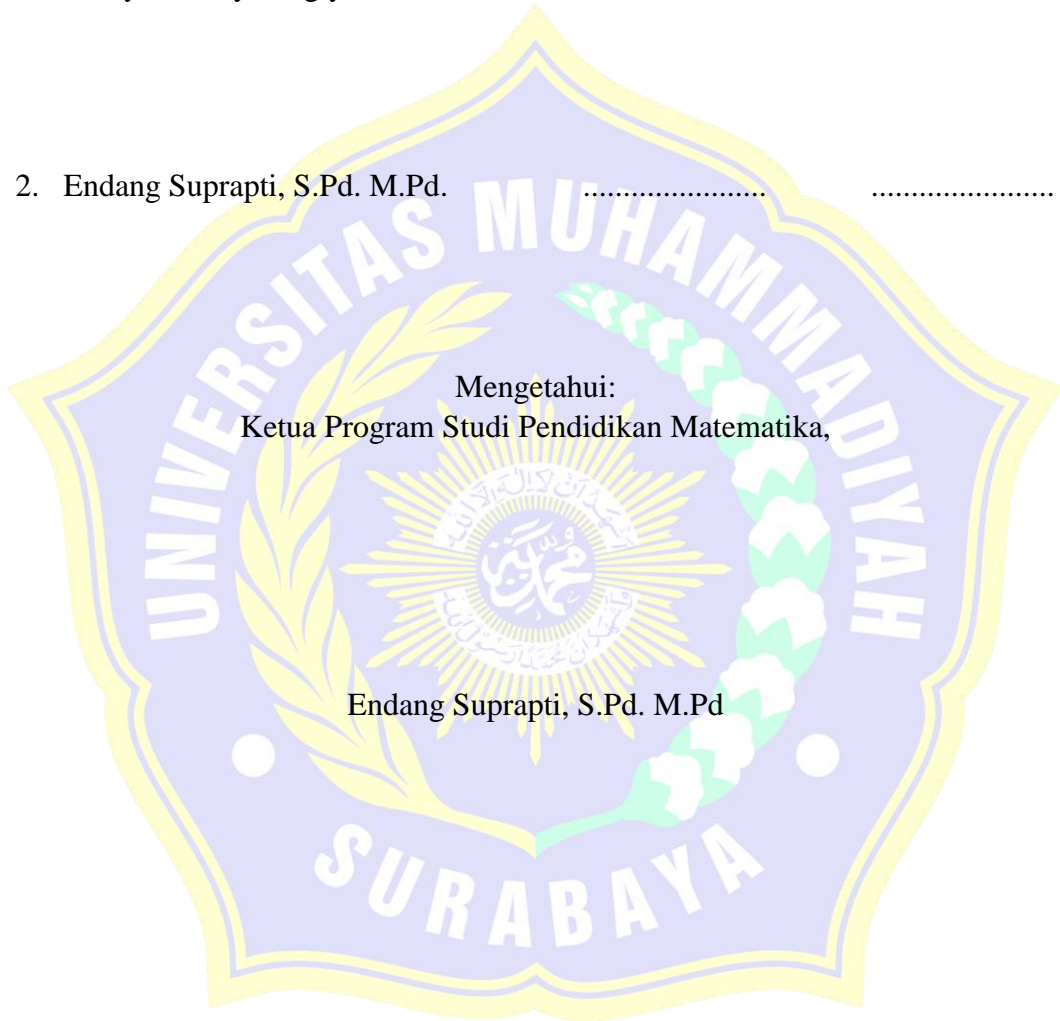 2. Endang Suprapti, S.Pd. M.Pd. ....................... .......................
UNIVERSITAS MUHAMMADIYAH
Mengetahui:
Ketua Program Studi Pendidikan Matematika,
Endang Suprapti, S.Pd. M.Pd
SURABAYA